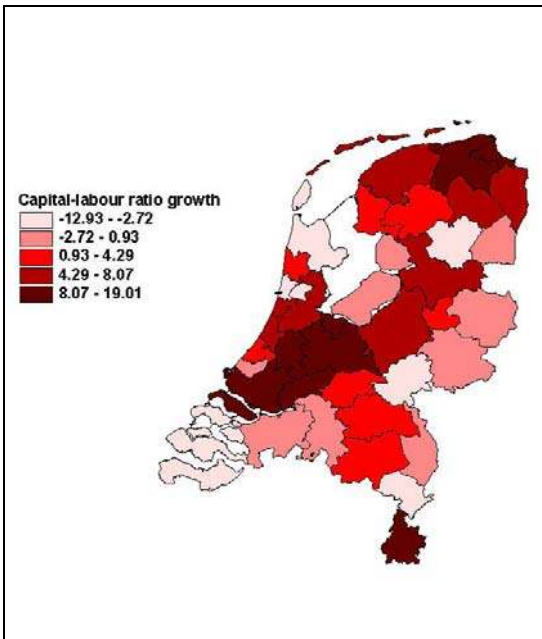 Capital-labour ratio growth
-12.93 - -2.72
-2.72 - 0.93
0.93 - 4.29
4.29 - 8.07
8.07 - 19.01